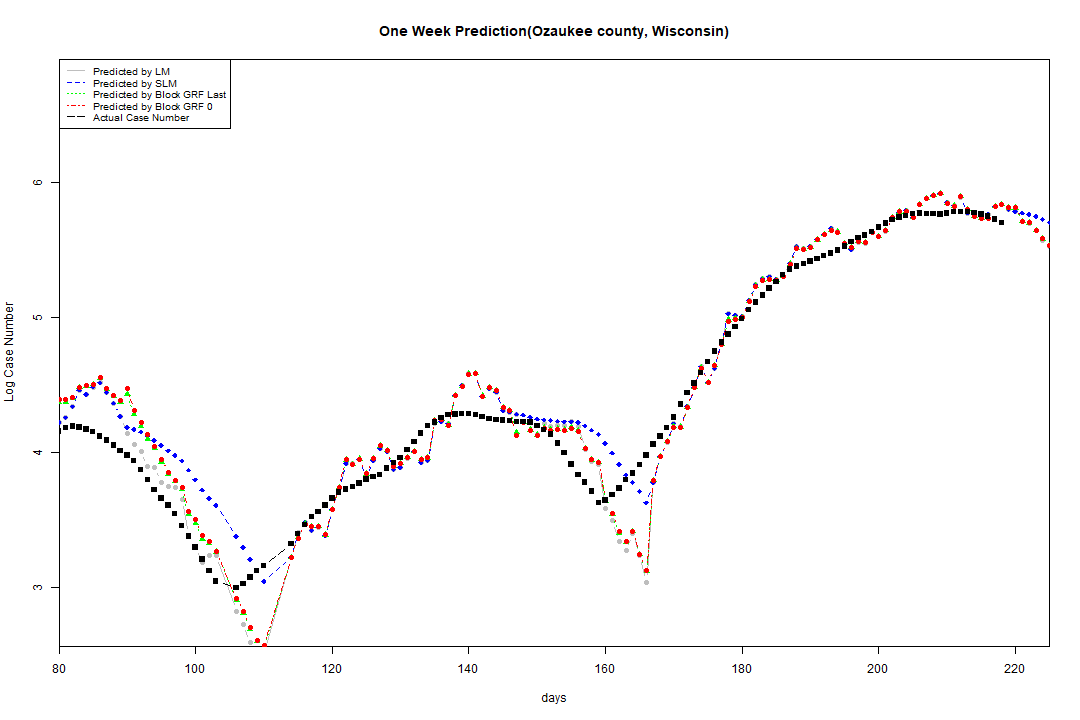 One Week Prediction(Ozaukee county, Wisconsin)
Predicted by LM
Predicted by SLM
Predicted by Block GRF Last
Predicted by Block GRF 0
Actual Case Number
6
5
4
3
Log Case Number
80 100 120 140 160 180 200 220
days